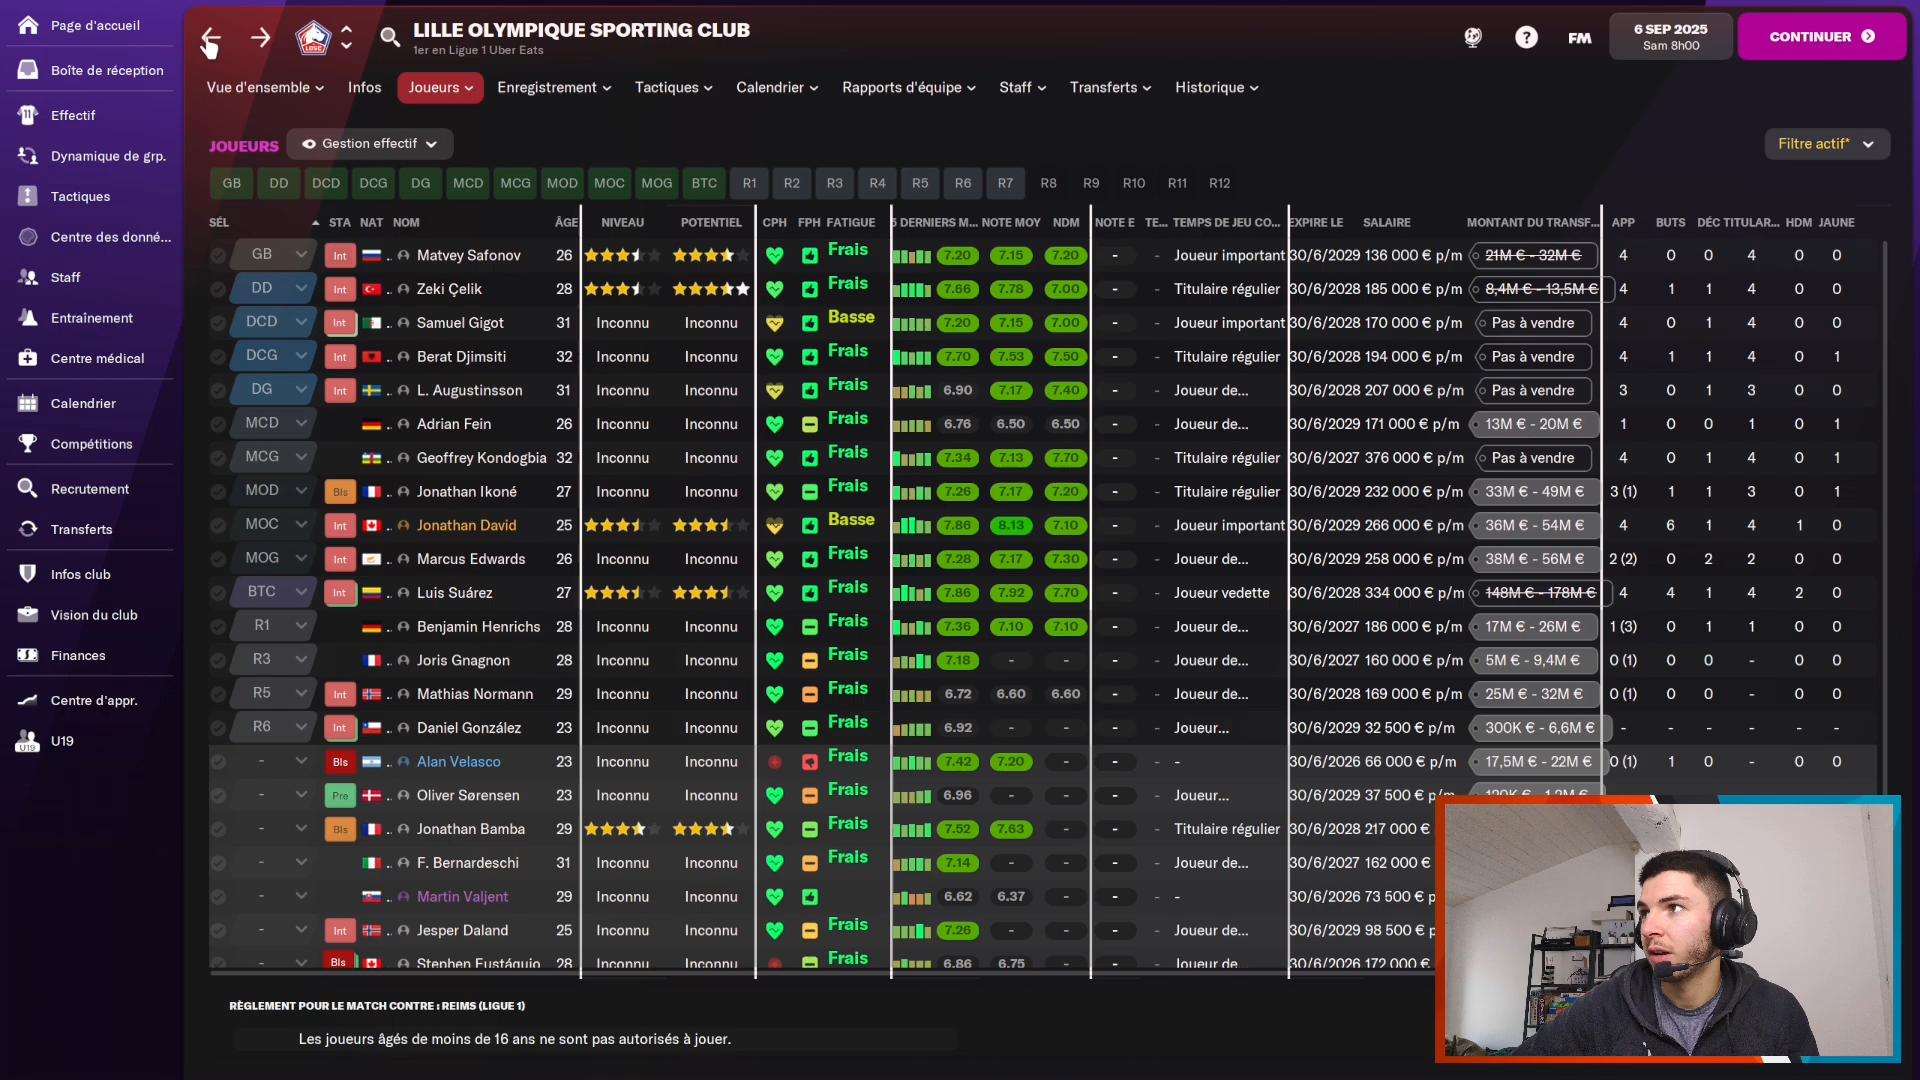 Page d'accueil
Boîte de réception
Effectif
Dynamique de grp.
Tactiques
Centre des donné...
Staff
Entraînement
Centre médical
Calendrier
Compétitions
Recrutement
Transferts
Infos club
Vision du club
Finances
Centre d'appr.
U19
LILLE OLYMPIQUE SPORTING CLUB
1er en Ligue 1 Uber Eats
FM
6 SEP 2025
Sam 8h00
CONTINUER
Vue d'ensemble Infos Joueurs Enregistrement Tactiques Calendrier Rapports d'équipe Staff Transferts Historique
JOUEURS Gestion effectif Filtre actif*
GB DD DCD DCG DG MCD MCG MOD MOC MOG BTC R1 R2 R3 R4 R5 R6 R7 R8 R9 R10 R11 R12
SÉL STA NAT NOM ÂGE NIVEAU POTENTIEL CPH FPH FATIGUE 5 DERNIERS M... NOTE MOY NDM NOTE E TE... TEMPS DE JEU CO... EXPIRE LE SALAIRE MONTANT DU TRANSF... APP BUTS DÉC TITULAR... HDM JAUNE
GB Int Matvey Safonov 26 Frais 7.20 7.15 7.20 - - Joueur important 30/6/2029 136 000 € p/m 21M € - 32M € 4 0 0 4 0 0
DD Int Zeki Çelik 28 Frais 7.66 7.78 7.00 - - Titulaire régulier 30/6/2028 185 000 € p/m 8,4M € - 13,5M € 4 1 1 4 0 0
DCD Int Samuel Gigot 31 Inconnu Inconnu Basse 7.20 7.15 7.00 - - Joueur important 30/6/2028 170 000 € p/m Pas à vendre 4 0 1 4 0 0
DCG Int Berat Djimsiti 32 Inconnu Inconnu Frais 7.70 7.53 7.50 - - Titulaire régulier 30/6/2028 194 000 € p/m Pas à vendre 4 1 1 4 0 1
DG Int L. Augustinsson 31 Inconnu Inconnu Frais 6.90 7.17 7.40 - - Joueur de... 30/6/2028 207 000 € p/m Pas à vendre 3 0 1 3 0 0
MCD Adrian Fein 26 Inconnu Inconnu Frais 6.76 6.50 6.50 - - Joueur de... 30/6/2029 171 000 € p/m 13M € - 20M € 1 0 0 1 0 1
MCG Geoffrey Kondogbia 32 Inconnu Inconnu Frais 7.34 7.13 7.70 - - Titulaire régulier 30/6/2027 376 000 € p/m Pas à vendre 4 0 1 4 0 1
MOD Bls Jonathan Ikoné 27 Inconnu Inconnu Frais 7.26 7.17 7.20 - - Titulaire régulier 30/6/2029 232 000 € p/m 33M € - 49M € 3 (1) 1 1 3 0 1
MOC Int Jonathan David 25 Basse 7.86 8.13 7.10 - - Joueur important 30/6/2029 266 000 € p/m 36M € - 54M € 4 6 1 4 1 0
MOG Int Marcus Edwards 26 Inconnu Inconnu Frais 7.28 7.17 7.30 - - Joueur de... 30/6/2029 258 000 € p/m 38M € - 56M € 2 (2) 0 2 2 0 0
BTC Int Luis Suárez 27 Frais 7.86 7.92 7.70 - - Joueur vedette 30/6/2028 334 000 € p/m 148M € - 178M € 4 4 1 4 2 0
R1 Benjamin Henrichs 28 Inconnu Inconnu Frais 7.36 7.10 7.10 - - Joueur de... 30/6/2027 186 000 € p/m 17M € - 26M € 1 (3) 0 1 1 0 0
R3 Joris Gnagnon 28 Inconnu Inconnu Frais 7.18 - - - - Joueur de... 30/6/2027 160 000 € p/m 5M € - 9,4M € 0 (1) 0 0 - 0 0
R5 Int Mathias Normann 29 Inconnu Inconnu Frais 6.72 6.60 6.60 - - Joueur de... 30/6/2028 169 000 € p/m 25M € - 32M € 0 (1) 0 0 - 0 0
R6 Int Daniel González 23 Inconnu Inconnu Frais 6.92 - - - - Joueur... 30/6/2029 32 500 € p/m 300K € - 6,6M € - - - - - -
- Bls Alan Velasco 23 Inconnu Inconnu Frais 7.42 7.20 - - - - 30/6/2026 66 000 € p/m 17,5M € - 22M € 0 (1) 1 0 - 0 0
- Pre Oliver Sørensen 23 Inconnu Inconnu Frais 6.96 - - - - Joueur... 30/6/2029 37 500 € p/m
- Bls Jonathan Bamba 29 Frais 7.52 7.63 - - - Titulaire régulier 30/6/2028 217 000 €
- F. Bernardeschi 31 Inconnu Inconnu Frais 7.14 - - - - Joueur de... 30/6/2027 162 000 €
- Martin Valjent 29 Inconnu Inconnu 6.62 6.37 - - - - 30/6/2026 73 500 € p
- Int Jesper Daland 25 Inconnu Inconnu Frais 7.26 - - - - Joueur de... 30/6/2029 98 500 € p
- Bls Stephen Eustáquio 28 Inconnu Inconnu Frais 6.86 6.75 - - - Joueur de... 30/6/2026 172 000 €
RÈGLEMENT POUR LE MATCH CONTRE : REIMS (LIGUE 1)
Les joueurs âgés de moins de 16 ans ne sont pas autorisés à jouer.